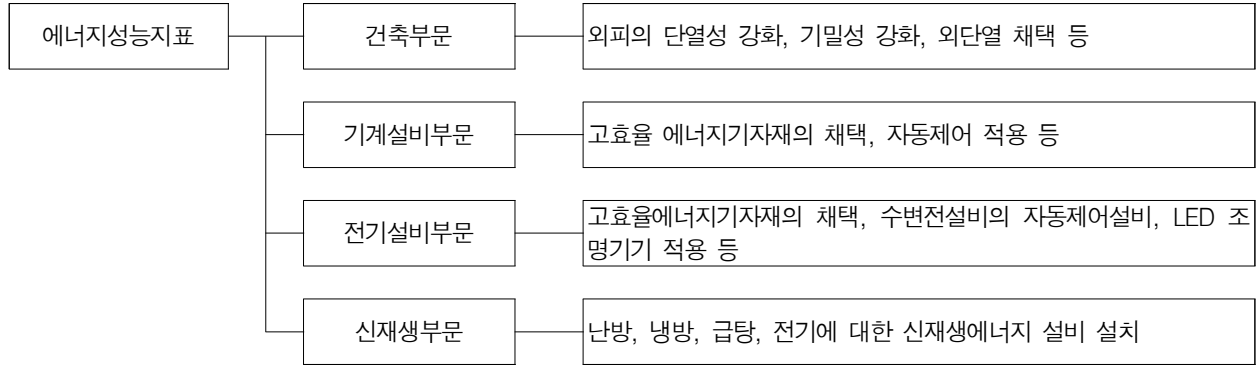 에너지성능지표
건축부문
외피의 단열성 강화, 기밀성 강화, 외단열 채택 등
기계설비부문
고효율 에너지기자재의 채택, 자동제어 적용 등
전기설비부문
고효율에너지기자재의 채택, 수변전설비의 자동제어설비, LED 조
명기기 적용 등
신재생부문
난방, 냉방, 급탕, 전기에 대한 신재생에너지 설비 설치